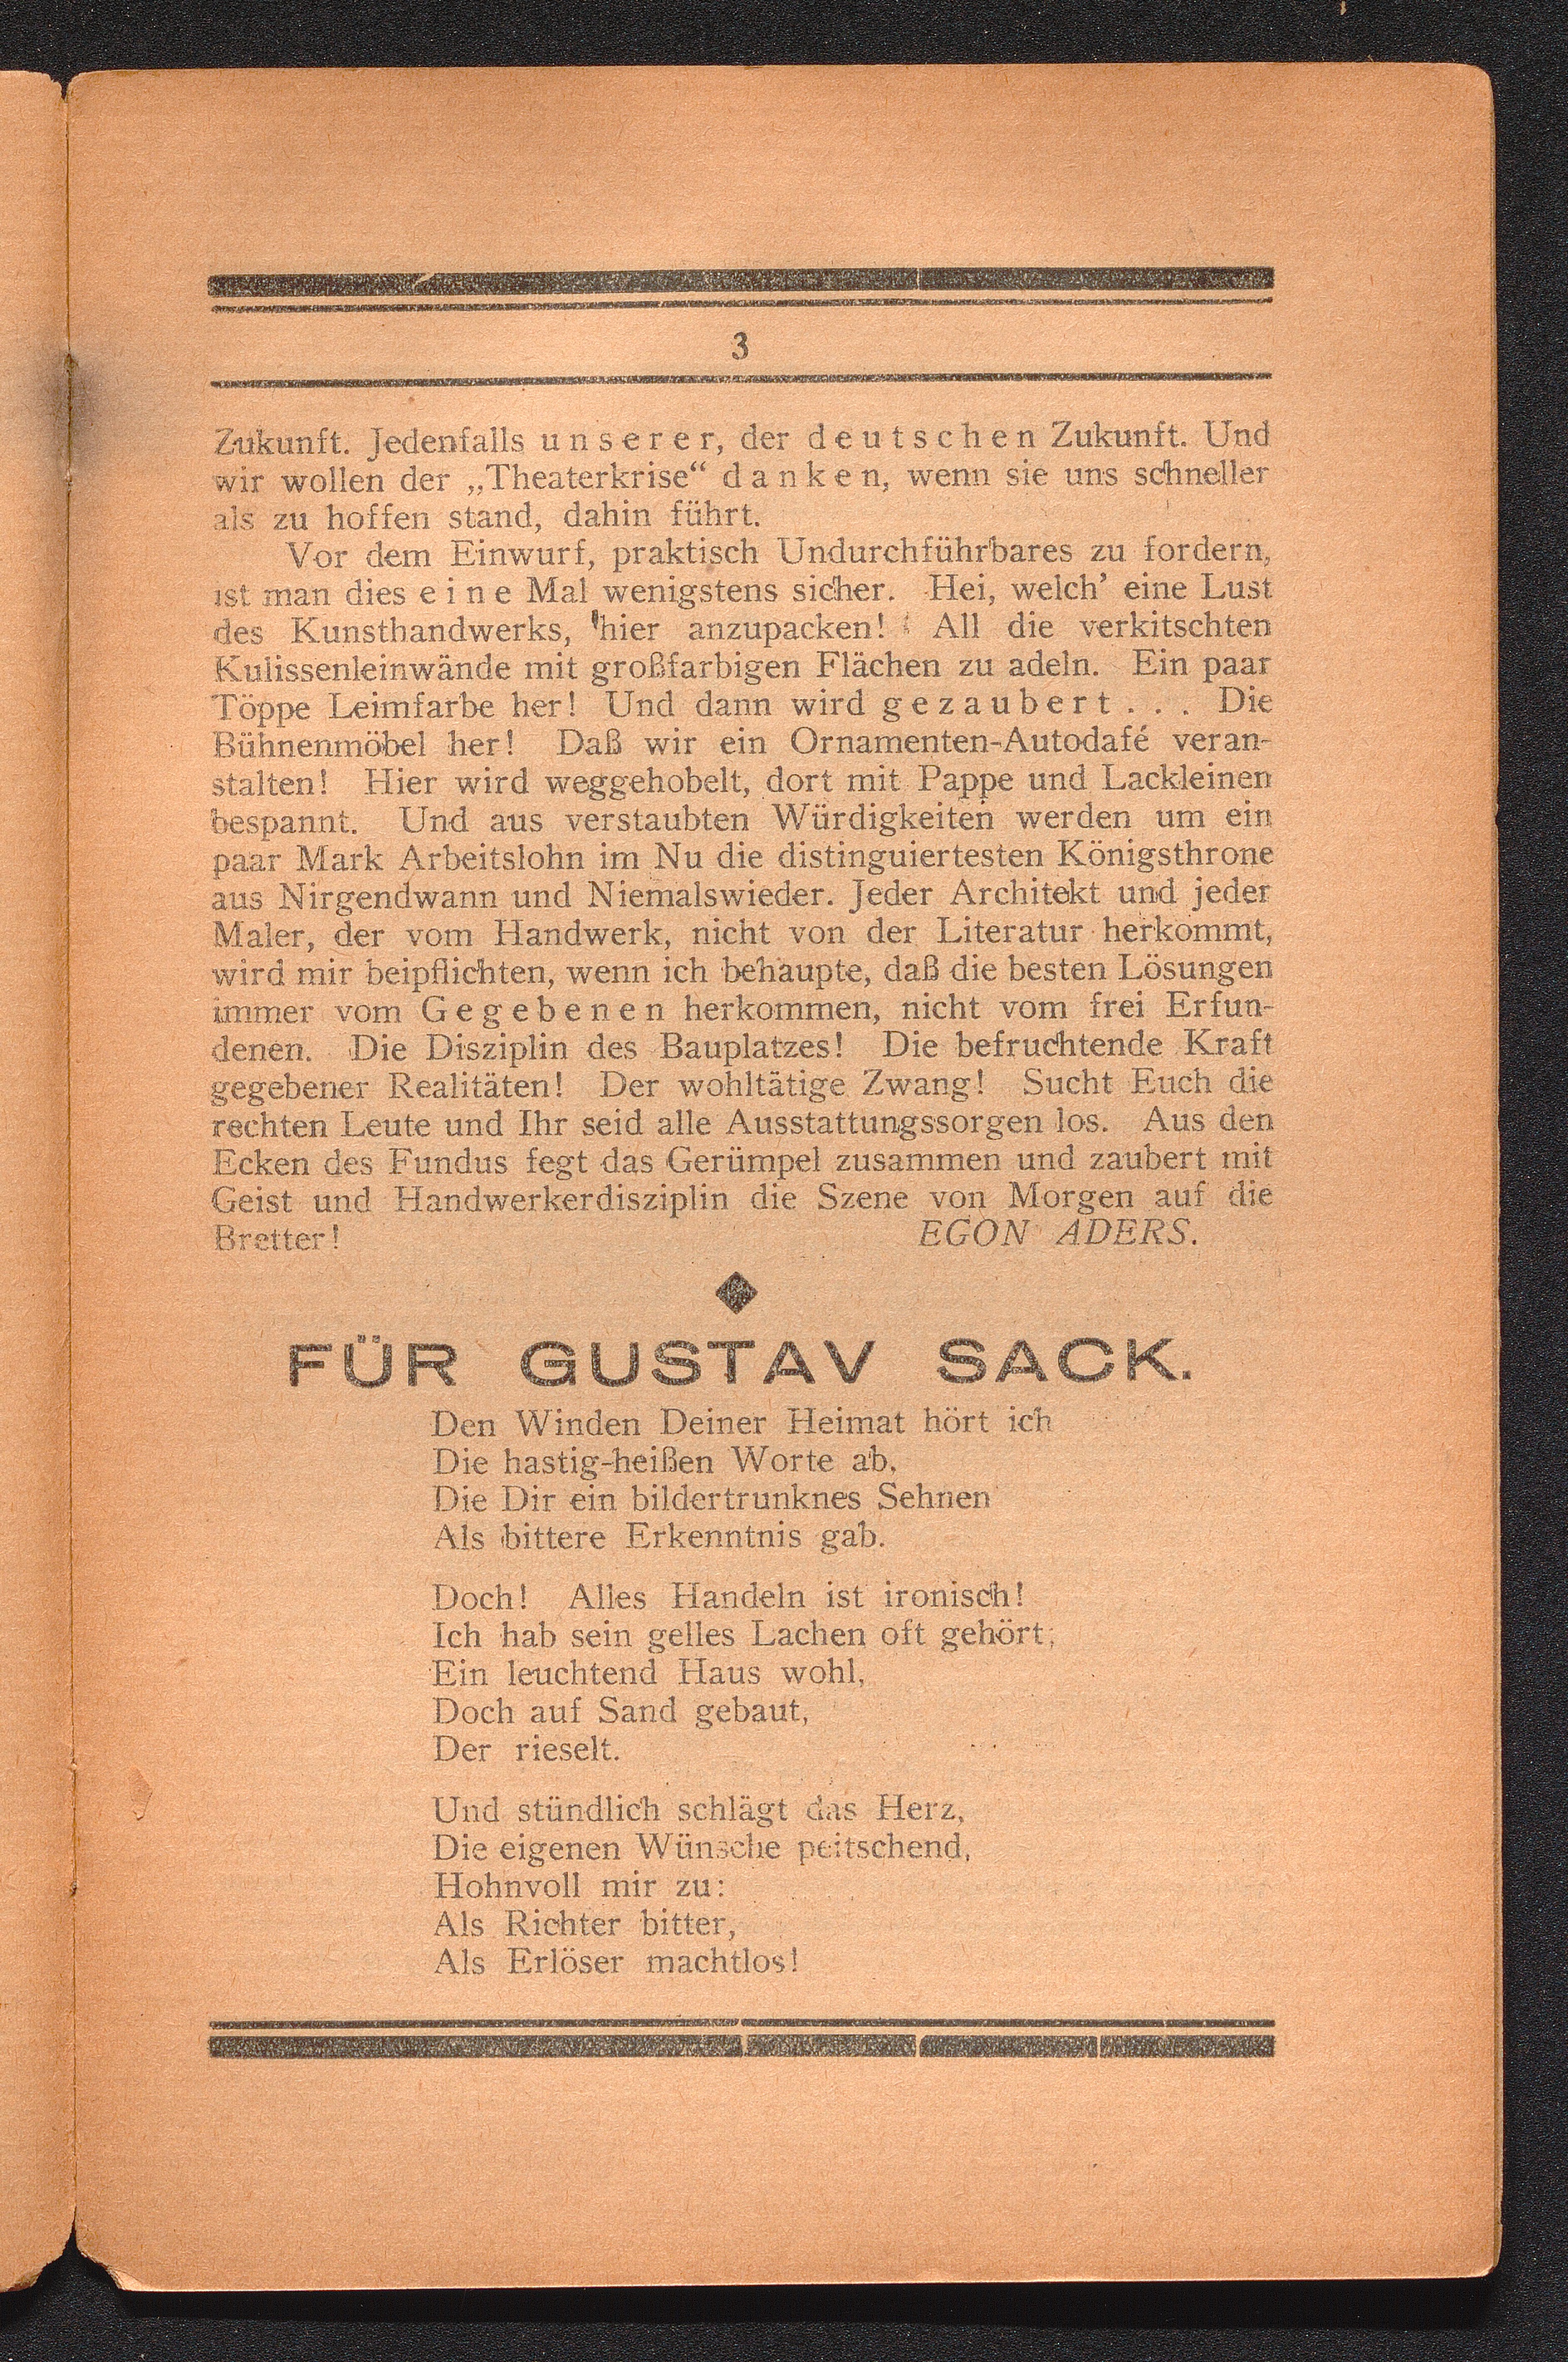 3
Zukunft. Jedenfalls unserer, der deutschen Zukunft. Und
wir wollen der „Theaterkrise“ danken, wenn sie uns schneller
als zu hoffen stand, dahin führt.
Vor dem Einwurf, praktisch Undurchführbares zu fordern,
ist man dies eine Mal wenigstens sicher. Hei, welch’ eine Lust
des Kunsthandwerks, hier anzupacken! All die verkitschten
Kulissenleinwände mit großfarbigen Flächen zu adeln. Ein paar
Töppe Leimfarbe her! Und dann wird gezaubert . . . Die
Bühnenmöbel her! Daß wir ein Ornamenten-Autodafé veran-
stalten! Hier wird weggehobelt, dort mit Pappe und Lackleinen
bespannt. Und aus verstaubten Würdigkeiten werden um ein
paar Mark Arbeitslohn im Nu die distinguiertesten Königsthrone
aus Nirgendwann und Niemalswieder. Jeder Architekt und jeder
Maler, der vom Handwerk, nicht von der Literatur herkommt,
wird mir beipflichten, wenn ich behaupte, daß die besten Lösungen
immer vom Gegebenen herkommen, nicht vom frei Erfun-
denen. Die Disziplin des Bauplatzes! Die befruchtende Kraft
gegebener Realitäten! Der wohltätige Zwang! Sucht Euch die
rechten Leute und Ihr seid alle Ausstattungssorgen los. Aus den
Ecken des Fundus fegt das Gerümpel zusammen und zaubert mit
Geist und Handwerkerdisziplin die Szene von Morgen auf die
Bretter! EGON ADERS.
FÜR GUSTAV SACK.
Den Winden Deiner Heimat hört ich
Die hastig-heißen Worte ab,
Die Dir ein bildertrunknes Sehnen
Als bittere Erkenntnis gab.
Doch! Alles Handeln ist ironisch!
Ich hab sein gelles Lachen oft gehört;
Ein leuchtend Haus wohl,
Doch auf Sand gebaut,
Der rieselt.
Und stündlich schlägt das Herz,
Die eigenen Wünsche peitschend,
Hohnvoll mir zu:
Als Richter bitter,
Als Erlöser machtlos!